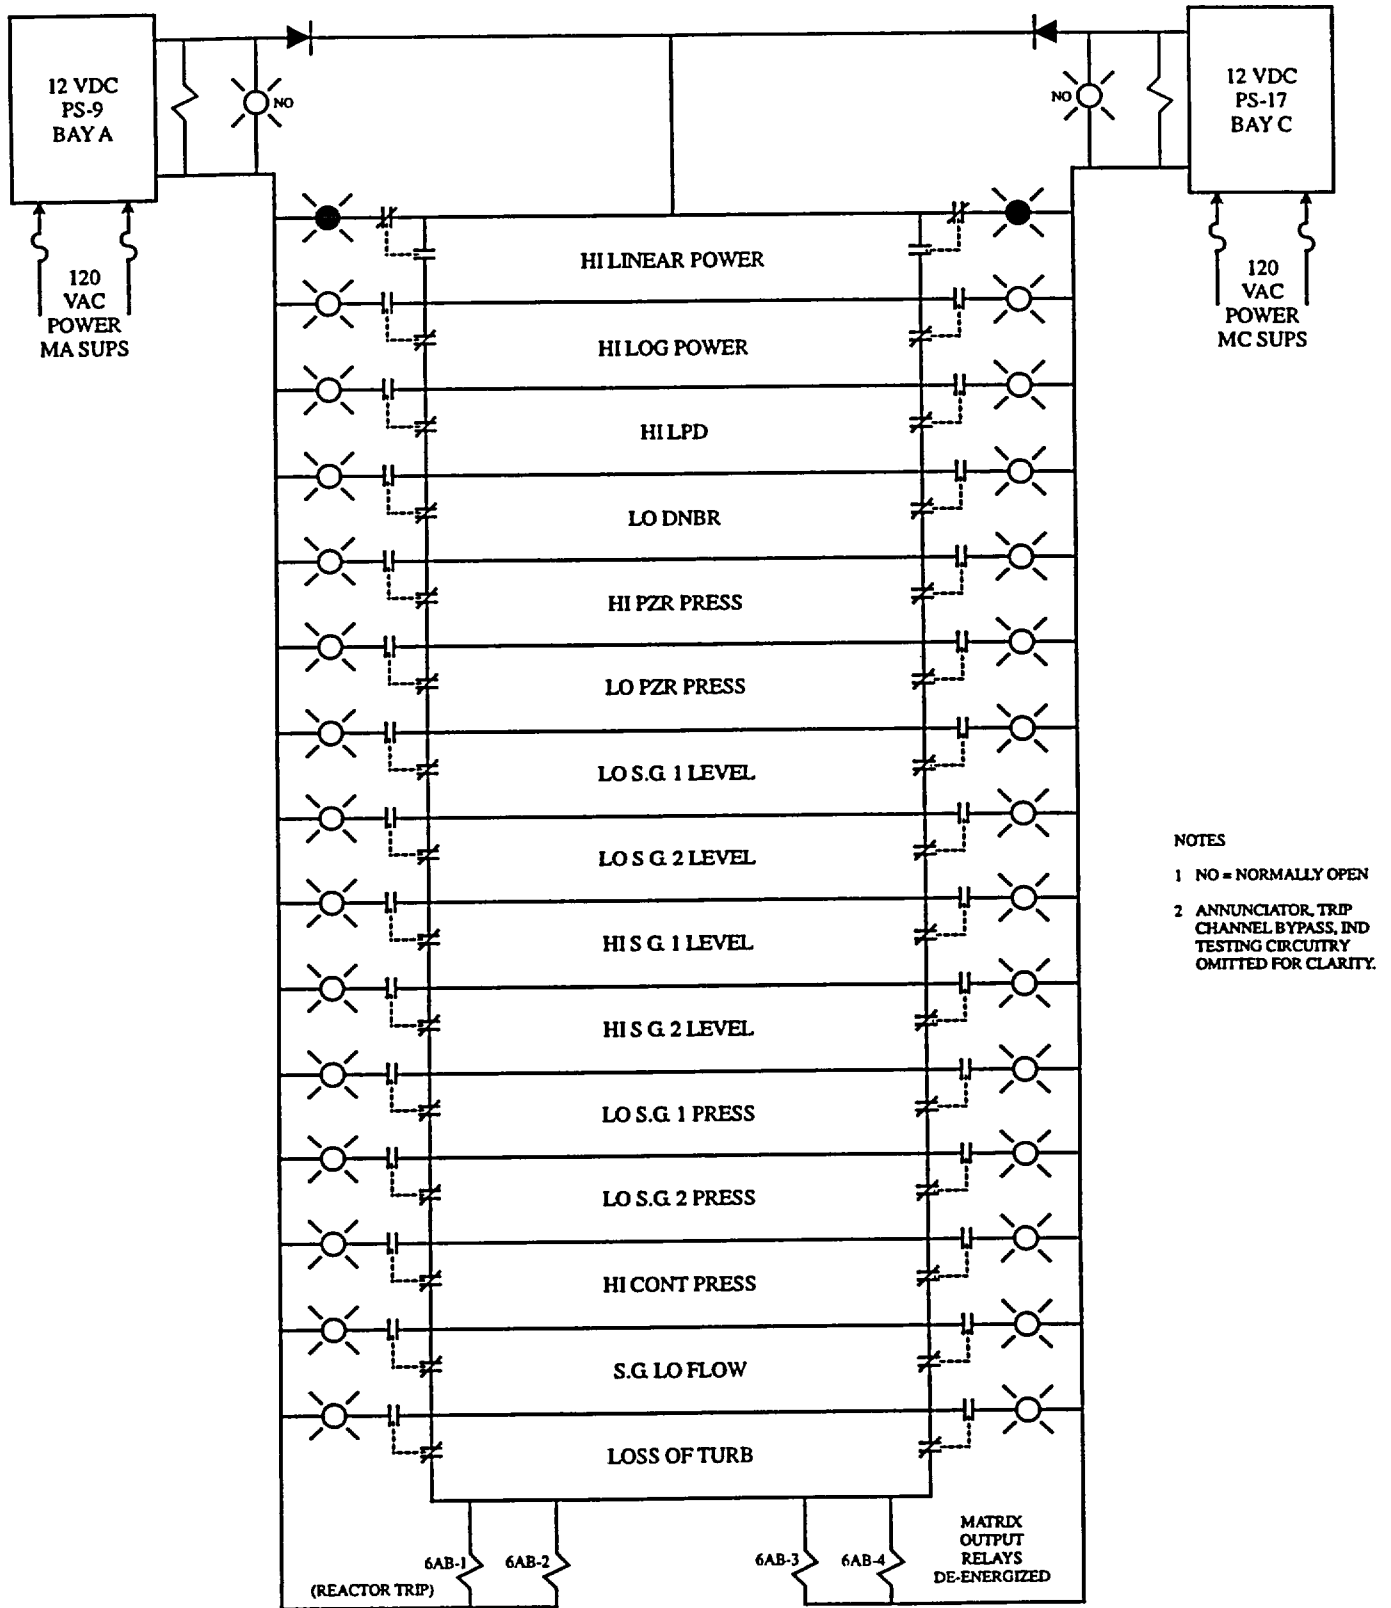 12 VDC
PS-9
BAY A
NO
NO
12 VDC
PS-17
BAY C
120
VAC
POWER
MA SUPS
120
VAC
POWER
MC SUPS
HI LINEAR POWER
HI LOG POWER
HI LPD
LO DNBR
HI PZR PRESS
LO PZR PRESS
LO S.G. 1 LEVEL
LO S G. 2 LEVEL
HI S G. 1 LEVEL
HI S G. 2 LEVEL
LO S.G. 1 PRESS
LO S.G. 2 PRESS
HI CONT PRESS
S.G. LO FLOW
LOSS OF TURB
NOTES
1 NO = NORMALLY OPEN
2 ANNUNCIATOR, TRIP
CHANNEL BYPASS, IND
TESTING CIRCUITRY
OMITTED FOR CLARITY.
6AB-1
6AB-2
6AB-3
6AB-4
(REACTOR TRIP)
MATRIX
OUTPUT
RELAYS
DE-ENERGIZED